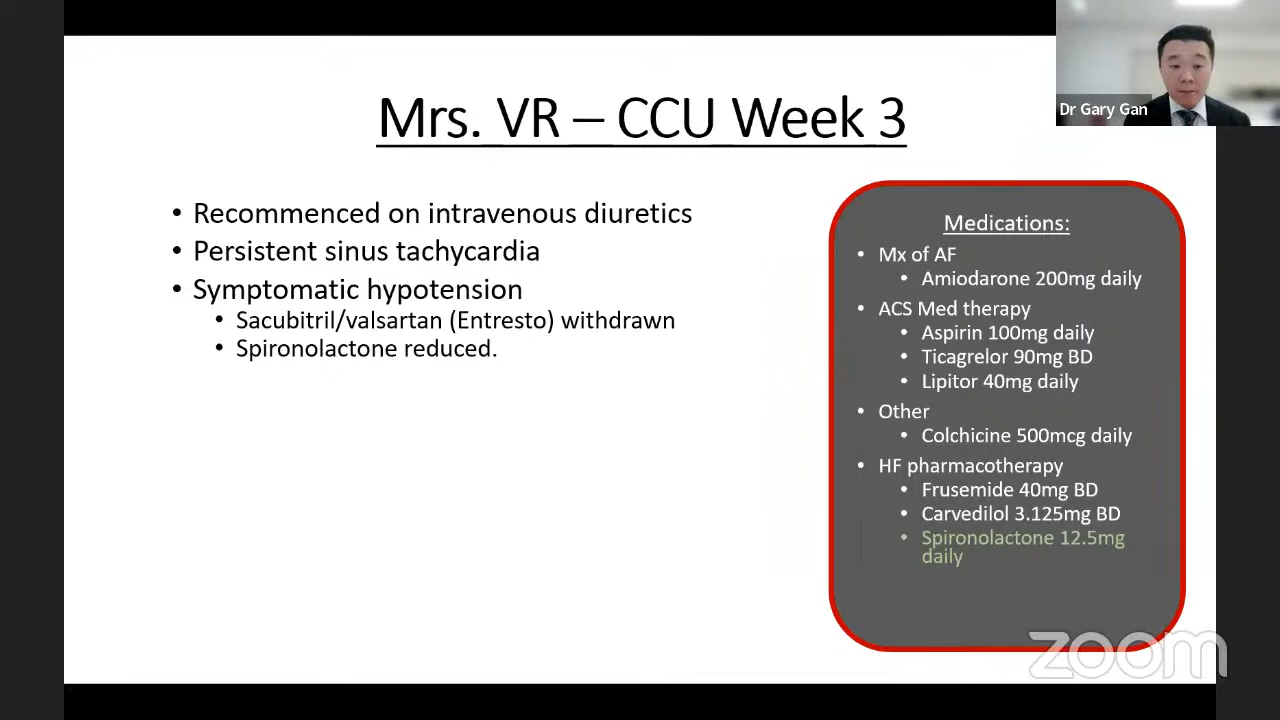 Mrs. VR – CCU Week 3
Dr Gary Gan
• Recommenced on intravenous diuretics
• Persistent sinus tachycardia
• Symptomatic hypotension
• Sacubitril/valsartan (Entresto) withdrawn
• Spironolactone reduced.
Medications:
• Mx of AF
• Amiodarone 200mg daily
• ACS Med therapy
• Aspirin 100mg daily
• Ticagrelor 90mg BD
• Lipitor 40mg daily
• Other
• Colchicine 500mcg daily
• HF pharmacotherapy
• Frusemide 40mg BD
• Carvedilol 3.125mg BD
• Spironolactone 12.5mg
daily
zoom